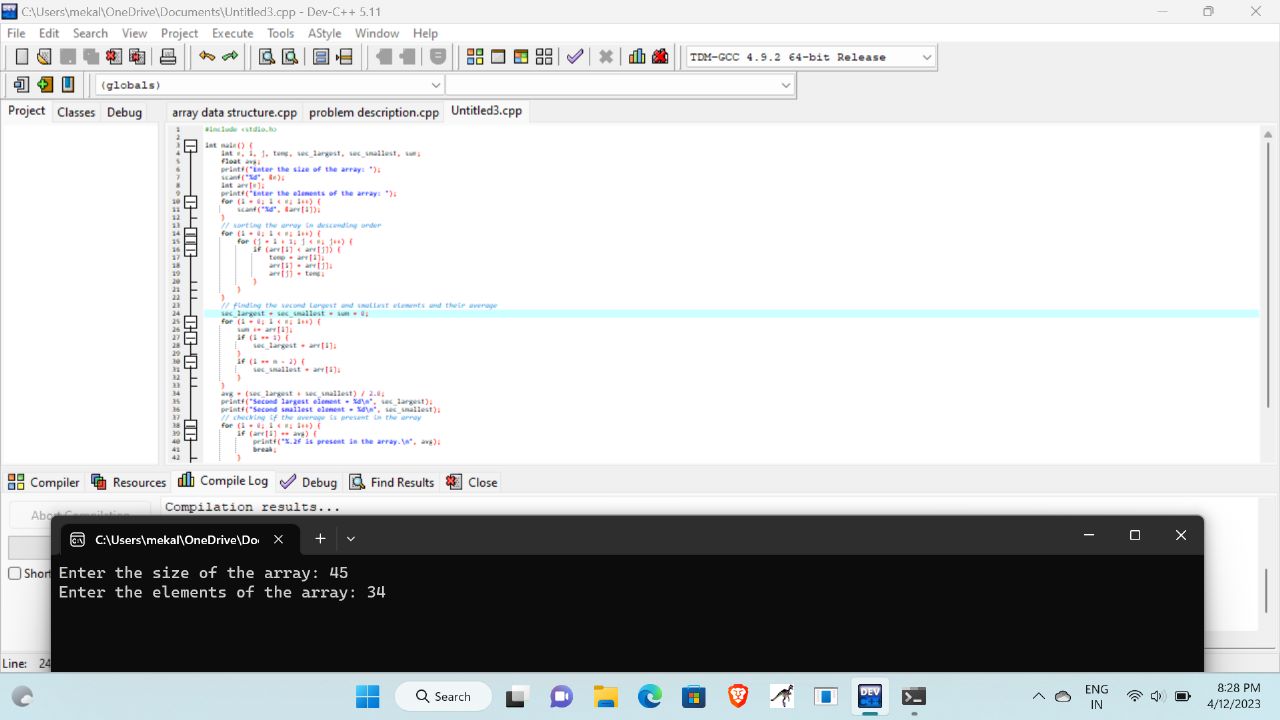 C:\Users\mekal\OneDrive\Documents\Untitled3.cpp - Dev-C++ 5.11
File Edit Search View Project Execute Tools AStyle Window Help
TDM-GCC 4.9.2 64-bit Release
(globals)
Project Classes Debug array data structure.cpp problem description.cpp Untitled3.cpp
1 #include <stdio.h>
2
3 int main() {
4 int n, i, j, temp, sec_largest, sec_smallest, sum;
5 float avg;
6 printf("Enter the size of the array: ");
7 scanf("%d", &n);
8 int arr[n];
9 printf("Enter the elements of the array: ");
10 for (i = 0; i < n; i++) {
11 scanf("%d", &arr[i]);
12 }
13 // sorting the array in descending order
14 for (i = 0; i < n; i++) {
15 for (j = i + 1; j < n; j++) {
16 if (arr[i] < arr[j]) {
17 temp = arr[i];
18 arr[i] = arr[j];
19 arr[j] = temp;
20 }
21 }
22 }
23 // finding the second largest and smallest elements and their average
24 sec_largest = sec_smallest = sum = 0;
25 for (i = 0; i < n; i++) {
26 sum += arr[i];
27 if (i == 1) {
28 sec_largest = arr[i];
29 }
30 if (i == n - 2) {
31 sec_smallest = arr[i];
32 }
33 }
34 avg = (sec_largest + sec_smallest) / 2.0;
35 printf("Second largest element = %d\n", sec_largest);
36 printf("Second smallest element = %d\n", sec_smallest);
37 // checking if the average is present in the array
38 for (i = 0; i < n; i++) {
39 if (arr[i] == avg) {
40 printf("%.2f is present in the array.\n", avg);
41 break;
42 }
Compiler Resources Compile Log Debug Find Results Close
Abort Compilation
Compilation results...
Short
C:\Users\mekal\OneDrive\Do
Enter the size of the array: 45
Enter the elements of the array: 34
Line: 24
Search
DEV
ENG
IN
8:28 PM
4/12/2023